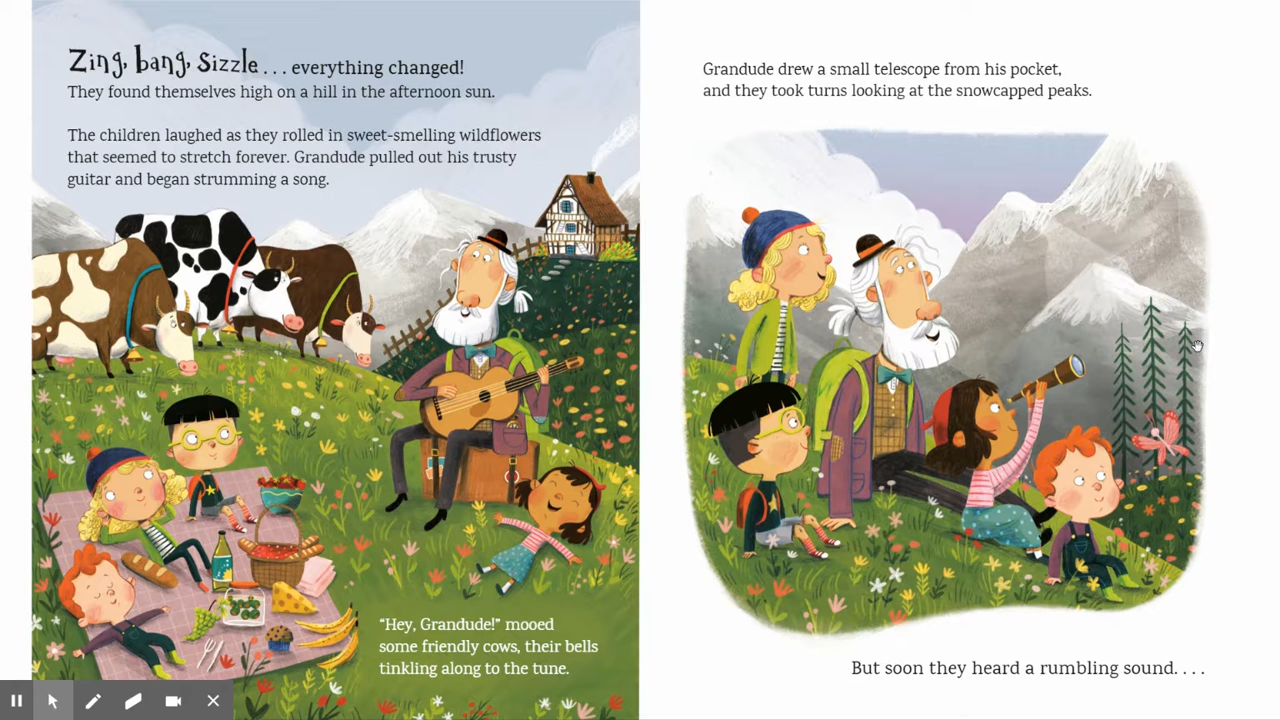 Zing, bang, sizzle . . . everything changed!
They found themselves high on a hill in the afternoon sun.
The children laughed as they rolled in sweet-smelling wildflowers
that seemed to stretch forever. Grandude pulled out his trusty
guitar and began strumming a song.
“Hey, Grandude!” mooed
some friendly cows, their bells
tinkling along to the tune.
Grandude drew a small telescope from his pocket,
and they took turns looking at the snowcapped peaks.
But soon they heard a rumbling sound. . . .